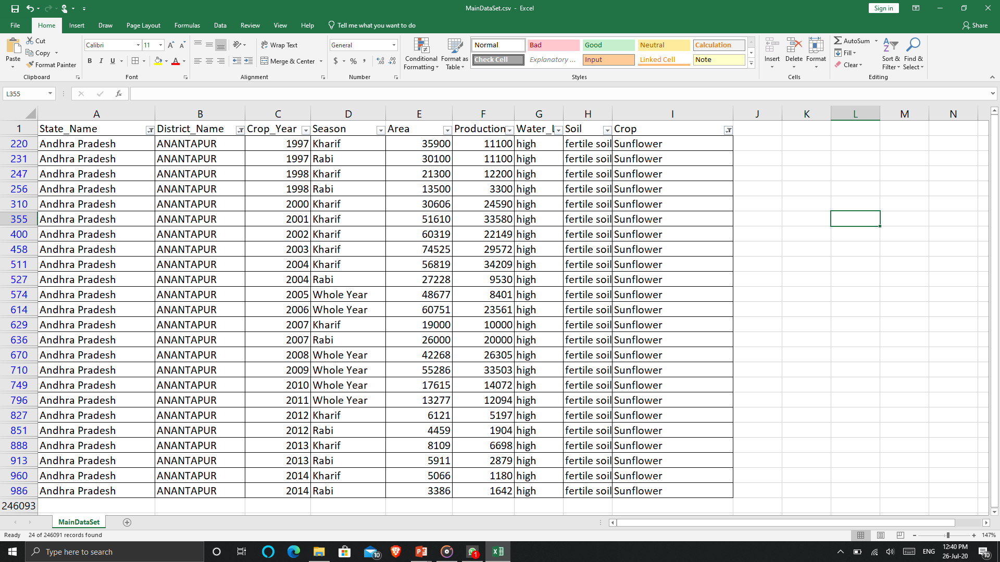 MainDataSet.csv - Excel
Sign in
File Home Insert Draw Page Layout Formulas Data Review View Help Tell me what you want to do Share
Paste Cut Copy Format Painter Clipboard
Calibri 11 A A B I U A Font
Wrap Text Merge & Center Alignment
General $ % , .00 Number
Conditional Formatting Format as Table
Normal Bad Good Neutral Calculation
Check Cell Explanatory ... Input Linked Cell Note
Styles
Insert Delete Format Cells
AutoSum Fill Clear Sort & Filter Find & Select Editing
L355 fx
A B C D E F G H I J K L M N
1 State_Name District_Name Crop_Year Season Area Production Water_ Soil Crop
220 Andhra Pradesh ANANTAPUR 1997 Kharif 35900 11100 high fertile soil Sunflower
231 Andhra Pradesh ANANTAPUR 1997 Rabi 30100 11100 high fertile soil Sunflower
247 Andhra Pradesh ANANTAPUR 1998 Kharif 21300 12200 high fertile soil Sunflower
256 Andhra Pradesh ANANTAPUR 1998 Rabi 13500 3300 high fertile soil Sunflower
310 Andhra Pradesh ANANTAPUR 2000 Kharif 30606 24590 high fertile soil Sunflower
355 Andhra Pradesh ANANTAPUR 2001 Kharif 51610 33580 high fertile soil Sunflower
400 Andhra Pradesh ANANTAPUR 2002 Kharif 60319 22149 high fertile soil Sunflower
458 Andhra Pradesh ANANTAPUR 2003 Kharif 74525 29572 high fertile soil Sunflower
511 Andhra Pradesh ANANTAPUR 2004 Kharif 56819 34209 high fertile soil Sunflower
527 Andhra Pradesh ANANTAPUR 2004 Rabi 27228 9530 high fertile soil Sunflower
574 Andhra Pradesh ANANTAPUR 2005 Whole Year 48677 8401 high fertile soil Sunflower
614 Andhra Pradesh ANANTAPUR 2006 Whole Year 60751 23561 high fertile soil Sunflower
629 Andhra Pradesh ANANTAPUR 2007 Kharif 19000 10000 high fertile soil Sunflower
636 Andhra Pradesh ANANTAPUR 2007 Rabi 26000 20000 high fertile soil Sunflower
670 Andhra Pradesh ANANTAPUR 2008 Whole Year 42268 26305 high fertile soil Sunflower
710 Andhra Pradesh ANANTAPUR 2009 Whole Year 55286 33503 high fertile soil Sunflower
749 Andhra Pradesh ANANTAPUR 2010 Whole Year 17615 14072 high fertile soil Sunflower
796 Andhra Pradesh ANANTAPUR 2011 Whole Year 13277 12094 high fertile soil Sunflower
827 Andhra Pradesh ANANTAPUR 2012 Kharif 6121 5197 high fertile soil Sunflower
851 Andhra Pradesh ANANTAPUR 2012 Rabi 4459 1904 high fertile soil Sunflower
888 Andhra Pradesh ANANTAPUR 2013 Kharif 8109 6698 high fertile soil Sunflower
913 Andhra Pradesh ANANTAPUR 2013 Rabi 5911 2879 high fertile soil Sunflower
960 Andhra Pradesh ANANTAPUR 2014 Kharif 5066 1180 high fertile soil Sunflower
986 Andhra Pradesh ANANTAPUR 2014 Rabi 3386 1642 high fertile soil Sunflower
246093
MainDataSet
Ready 24 of 246091 records found 147%
Type here to search 10 1 ENG 12:40 PM 26-Jul-20 10